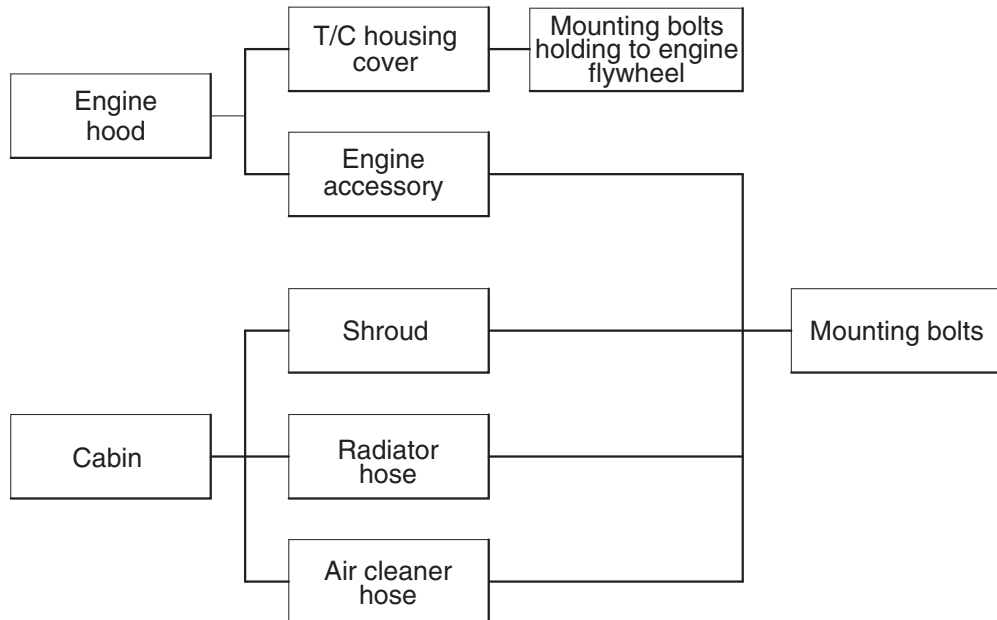 Engine
hood
T/C housing
cover
Mounting bolts
holding to engine
flywheel
Engine
accessory
Cabin
Shroud
Radiator
hose
Air cleaner
hose
Mounting bolts